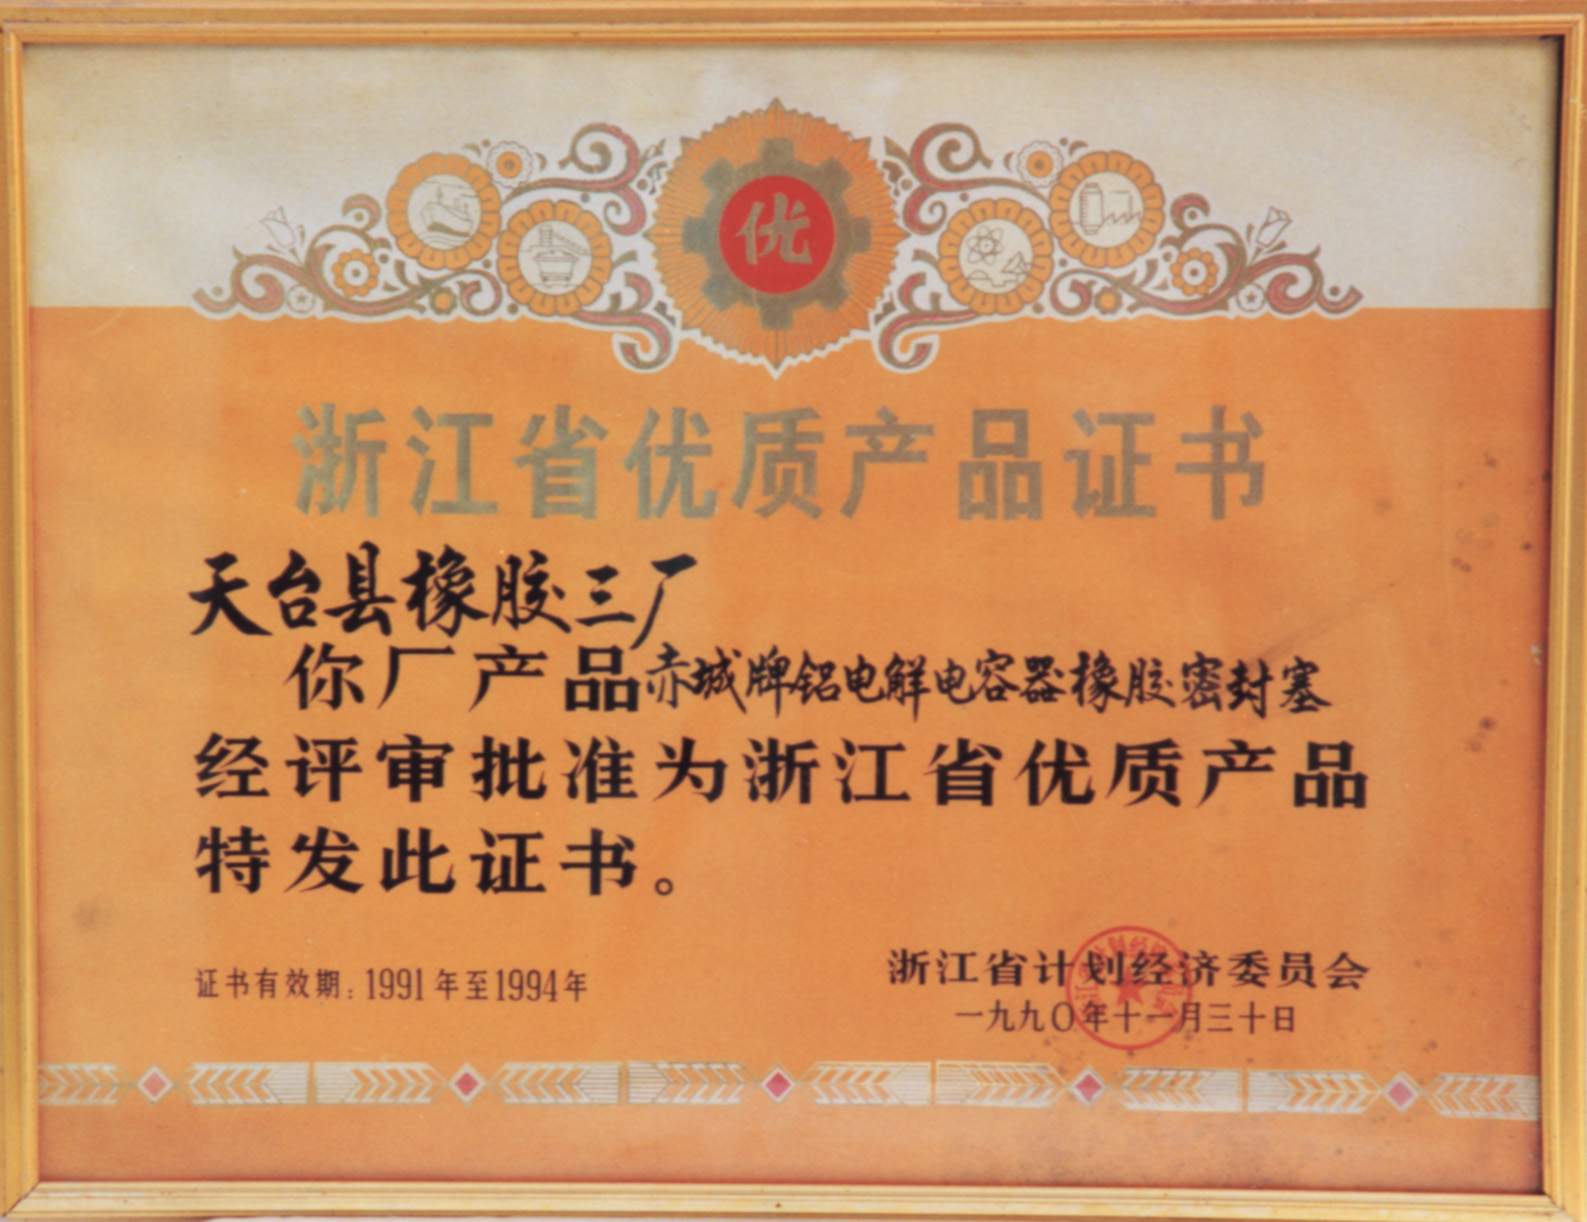 优
浙江省优质产品证书
天台县橡胶三厂
你厂产品赤城牌铝电解电容器橡胶密封塞
经评审批准为浙江省优质产品
特发此证书。
证书有效期：1991年至1994年
浙江省计划经济委员会
一九九〇年十一月三十日